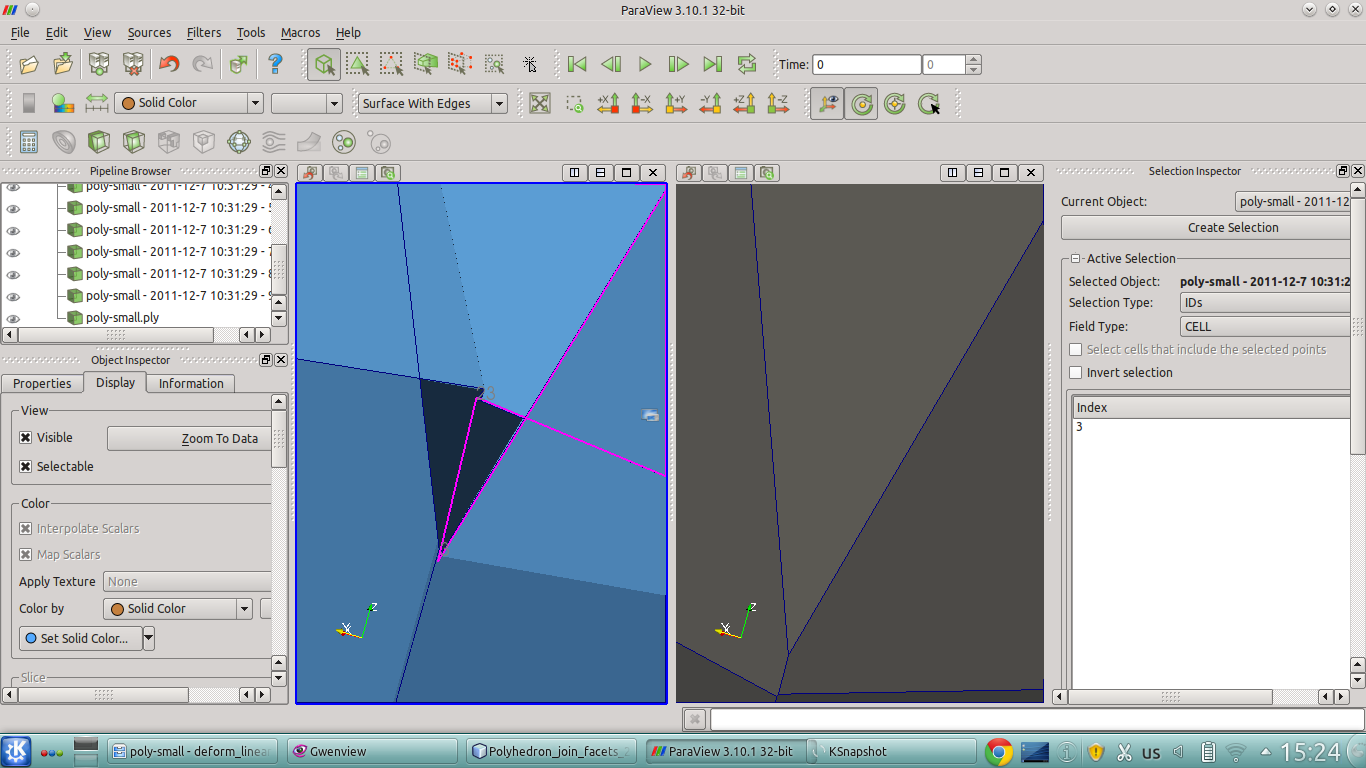 ParaView 3.10.1 32-bit
File Edit View Sources Filters Tools Macros Help
Time: 0 0
Solid Color Surface With Edges +X -X +Y -Y +Z -Z
Pipeline Browser
poly-small - 2011-12-7 10:31:29 -
poly-small - 2011-12-7 10:31:29 - 5
poly-small - 2011-12-7 10:31:29 - 6
poly-small - 2011-12-7 10:31:29 - 7
poly-small - 2011-12-7 10:31:29 - 8
poly-small - 2011-12-7 10:31:29 - 9
poly-small.ply
Object Inspector
Properties Display Information
View
Visible Zoom To Data
Selectable
Color
Interpolate Scalars
Map Scalars
Apply Texture None
Color by Solid Color
Set Solid Color...
Slice
Z
Z
Selection Inspector
Current Object: poly-small - 2011-12
Create Selection
Active Selection
Selected Object: poly-small - 2011-12-7 10:31:2
Selection Type: IDs
Field Type: CELL
Select cells that include the selected points
Invert selection
Index
3
poly-small - deform_linea Gwenview Polyhedron_join_facets_2 ParaView 3.10.1 32-bit KSnapshot us 15:24